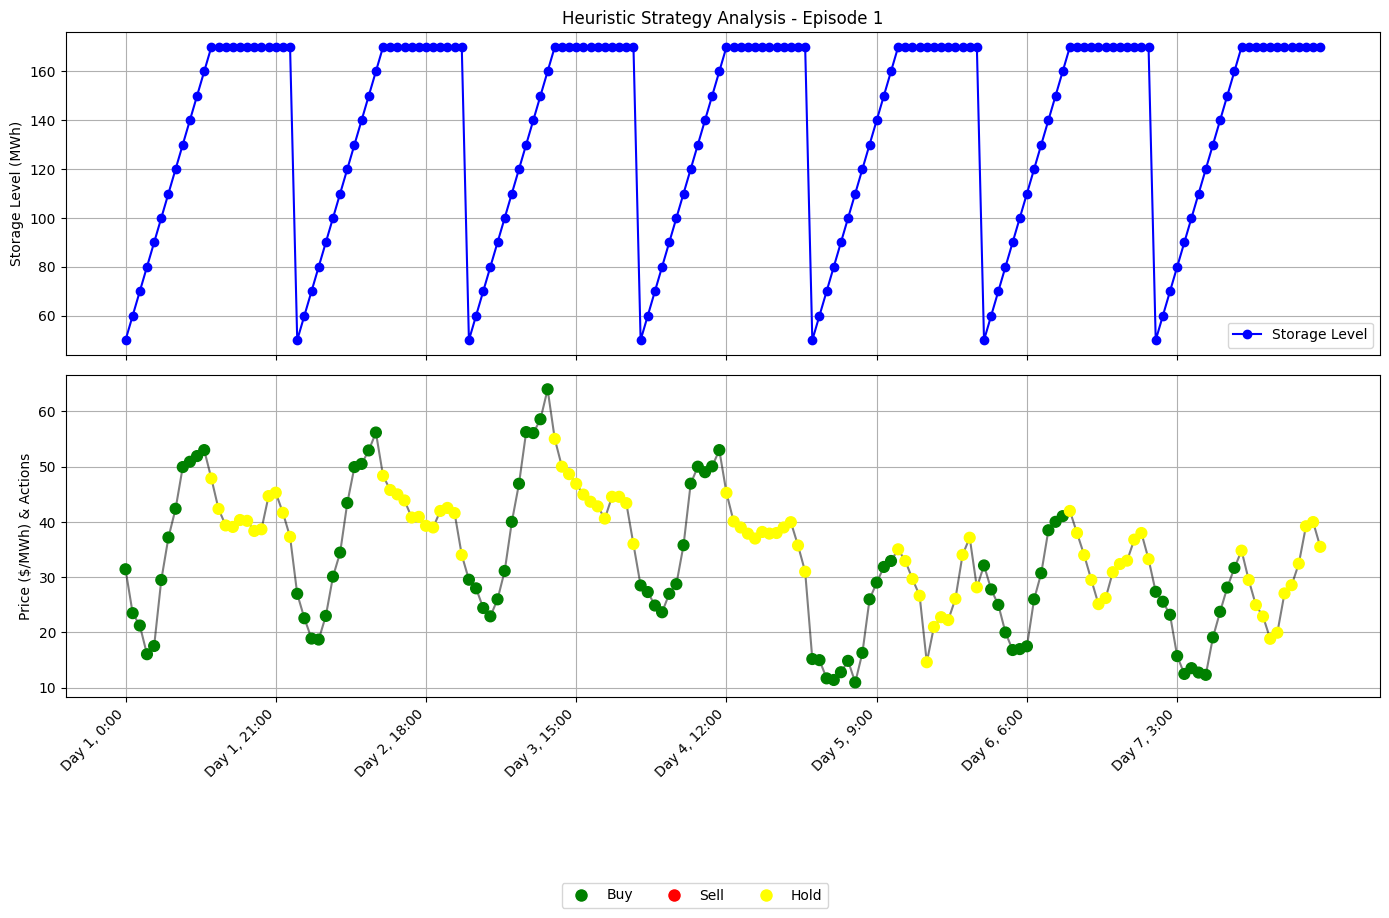 Heuristic Strategy Analysis - Episode 1
Storage Level (MWh)
160
140
120
100
80
60
Storage Level
Price ($/MWh) & Actions
60
50
40
30
20
10
Day 1, 0:00
Day 1, 21:00
Day 2, 18:00
Day 3, 15:00
Day 4, 12:00
Day 5, 9:00
Day 6, 6:00
Day 7, 3:00
Buy Sell Hold